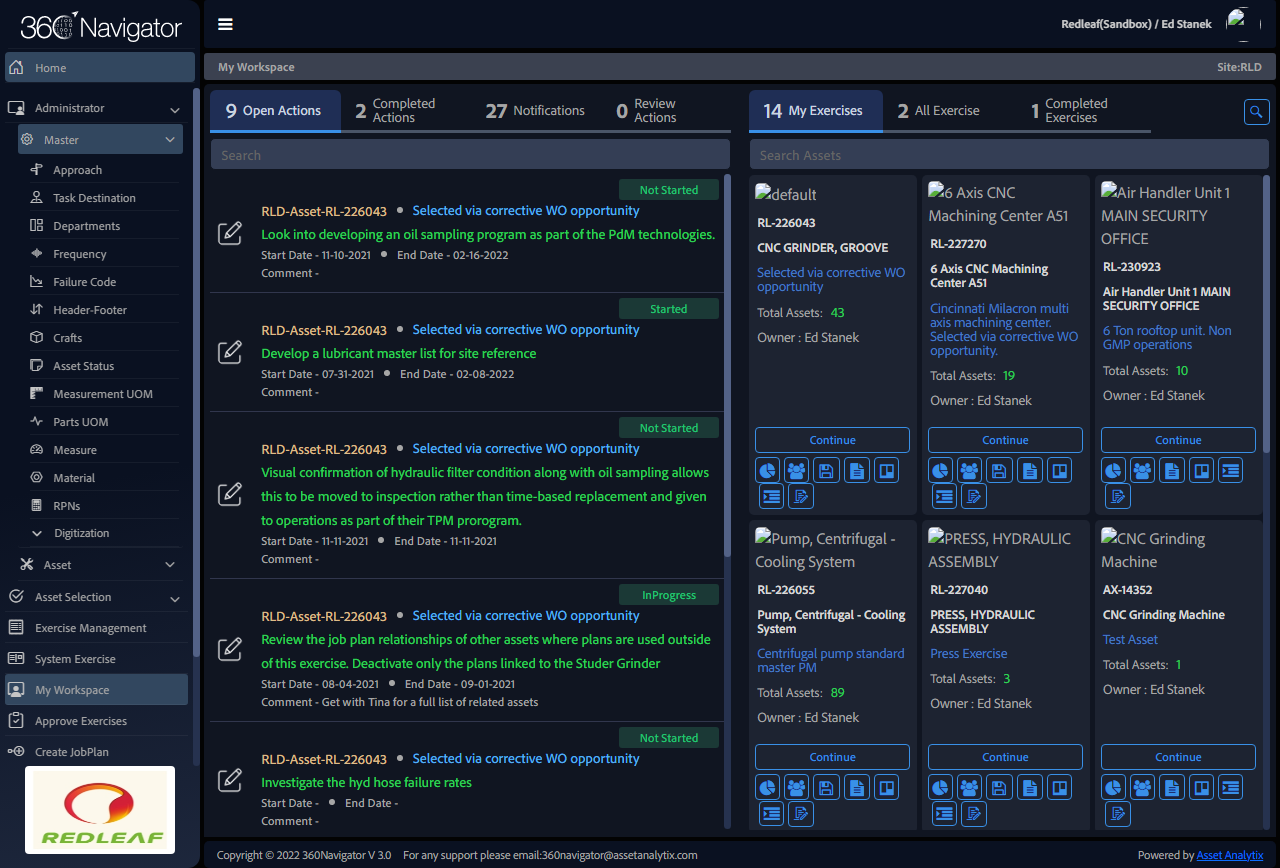 360 Navigator
Redleaf(Sandbox) / Ed Stanek
Home
Administrator
Master
Approach
Task Destination
Departments
Frequency
Failure Code
Header-Footer
Crafts
Asset Status
Measurement UOM
Parts UOM
Measure
Material
RPNs
Digitization
Asset
Asset Selection
Exercise Management
System Exercise
My Workspace
Approve Exercises
Create JobPlan
REDLEAF
My Workspace
Site:RLD
9 Open Actions
2 Completed Actions
27 Notifications
0 Review Actions
Search
Not Started
RLD-Asset-RL-226043 • Selected via corrective WO opportunity
Look into developing an oil sampling program as part of the PdM technologies.
Start Date - 11-10-2021 • End Date - 02-16-2022
Comment -
Started
RLD-Asset-RL-226043 • Selected via corrective WO opportunity
Develop a lubricant master list for site reference
Start Date - 07-31-2021 • End Date - 02-08-2022
Comment -
Not Started
RLD-Asset-RL-226043 • Selected via corrective WO opportunity
Visual confirmation of hydraulic filter condition along with oil sampling allows
this to be moved to inspection rather than time-based replacement and given
to operations as part of their TPM prorogram.
Start Date - 11-11-2021 • End Date - 11-11-2021
Comment -
InProgress
RLD-Asset-RL-226043 • Selected via corrective WO opportunity
Review the job plan relationships of other assets where plans are used outside
of this exercise. Deactivate only the plans linked to the Studer Grinder
Start Date - 08-04-2021 • End Date - 09-01-2021
Comment - Get with Tina for a full list of related assets
Not Started
RLD-Asset-RL-226043 • Selected via corrective WO opportunity
Investigate the hyd hose failure rates
Start Date - • End Date -
Comment -
14 My Exercises
2 All Exercise
1 Completed Exercises
Search Assets
default
RL-226043
CNC GRINDER, GROOVE
Selected via corrective WO
opportunity
Total Assets: 43
Owner : Ed Stanek
Continue
6 Axis CNC
Machining Center A51
RL-227270
6 Axis CNC Machining
Center A51
Cincinnati Milacron multi
axis machining center.
Selected via corrective WO
opportunity.
Total Assets: 19
Owner : Ed Stanek
Continue
Air Handler Unit 1
MAIN SECURITY
OFFICE
RL-230923
Air Handler Unit 1 MAIN
SECURITY OFFICE
6 Ton rooftop unit. Non
GMP operations
Total Assets: 10
Owner : Ed Stanek
Continue
Pump, Centrifugal -
Cooling System
RL-226055
Pump, Centrifugal - Cooling
System
Centrifugal pump standard
master PM
Total Assets: 89
Owner : Ed Stanek
Continue
PRESS, HYDRAULIC
ASSEMBLY
RL-227040
PRESS, HYDRAULIC
ASSEMBLY
Press Exercise
Total Assets: 3
Owner : Ed Stanek
Continue
CNC Grinding
Machine
AX-14352
CNC Grinding Machine
Test Asset
Total Assets: 1
Owner : Ed Stanek
Continue
Copyright © 2022 360Navigator V 3.0 For any support please email:360navigator@assetanalytix.com
Powered by Asset Analytix